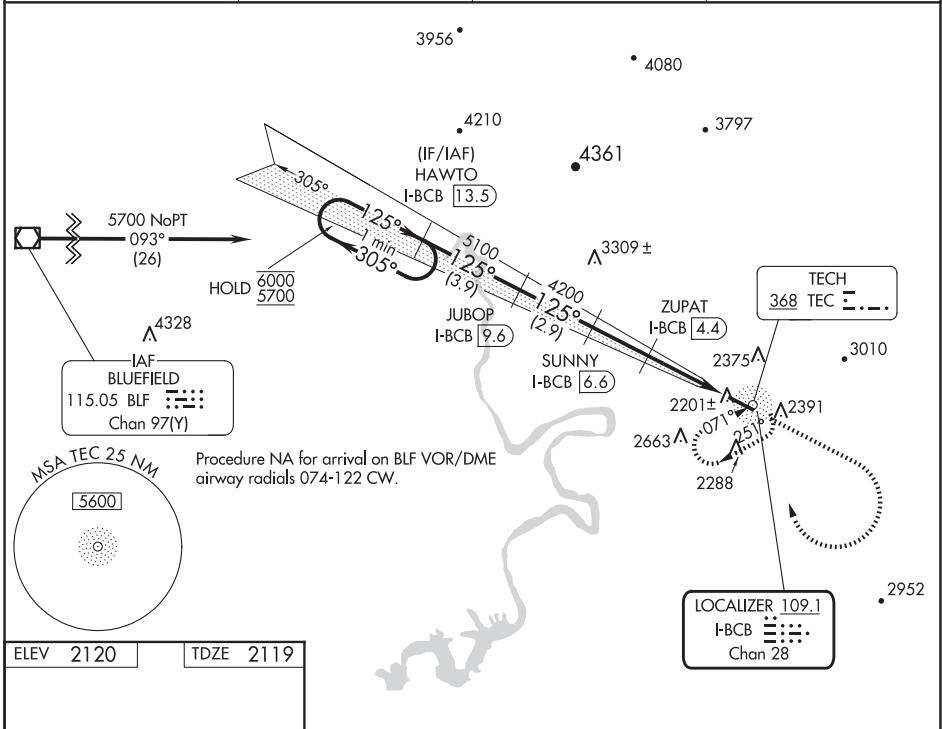 3956
4080
4210
3797
(IF/IAF)
HAWTO
I-BCB 13.5
4361
305°
125°
1 min
305°
5700 NoPT
093°
(26)
HOLD 6000
5700
5100
125°
(3.9)
4200
125°
(2.9)
3309 ±
JUBOP
I-BCB 9.6
SUNNY
I-BCB 6.6
ZUPAT
I-BCB 4.4
TECH
368 TEC
4328
IAF
BLUEFIELD
115.05 BLF
Chan 97(Y)
2375
3010
2201±
2391
071°
251°
2663
2288
MSA TEC 25 NM
5600
Procedure NA for arrival on BLF VOR/DME
airway radials 074-122 CW.
2952
LOCALIZER 109.1
I-BCB
Chan 28
ELEV 2120
TDZE 2119